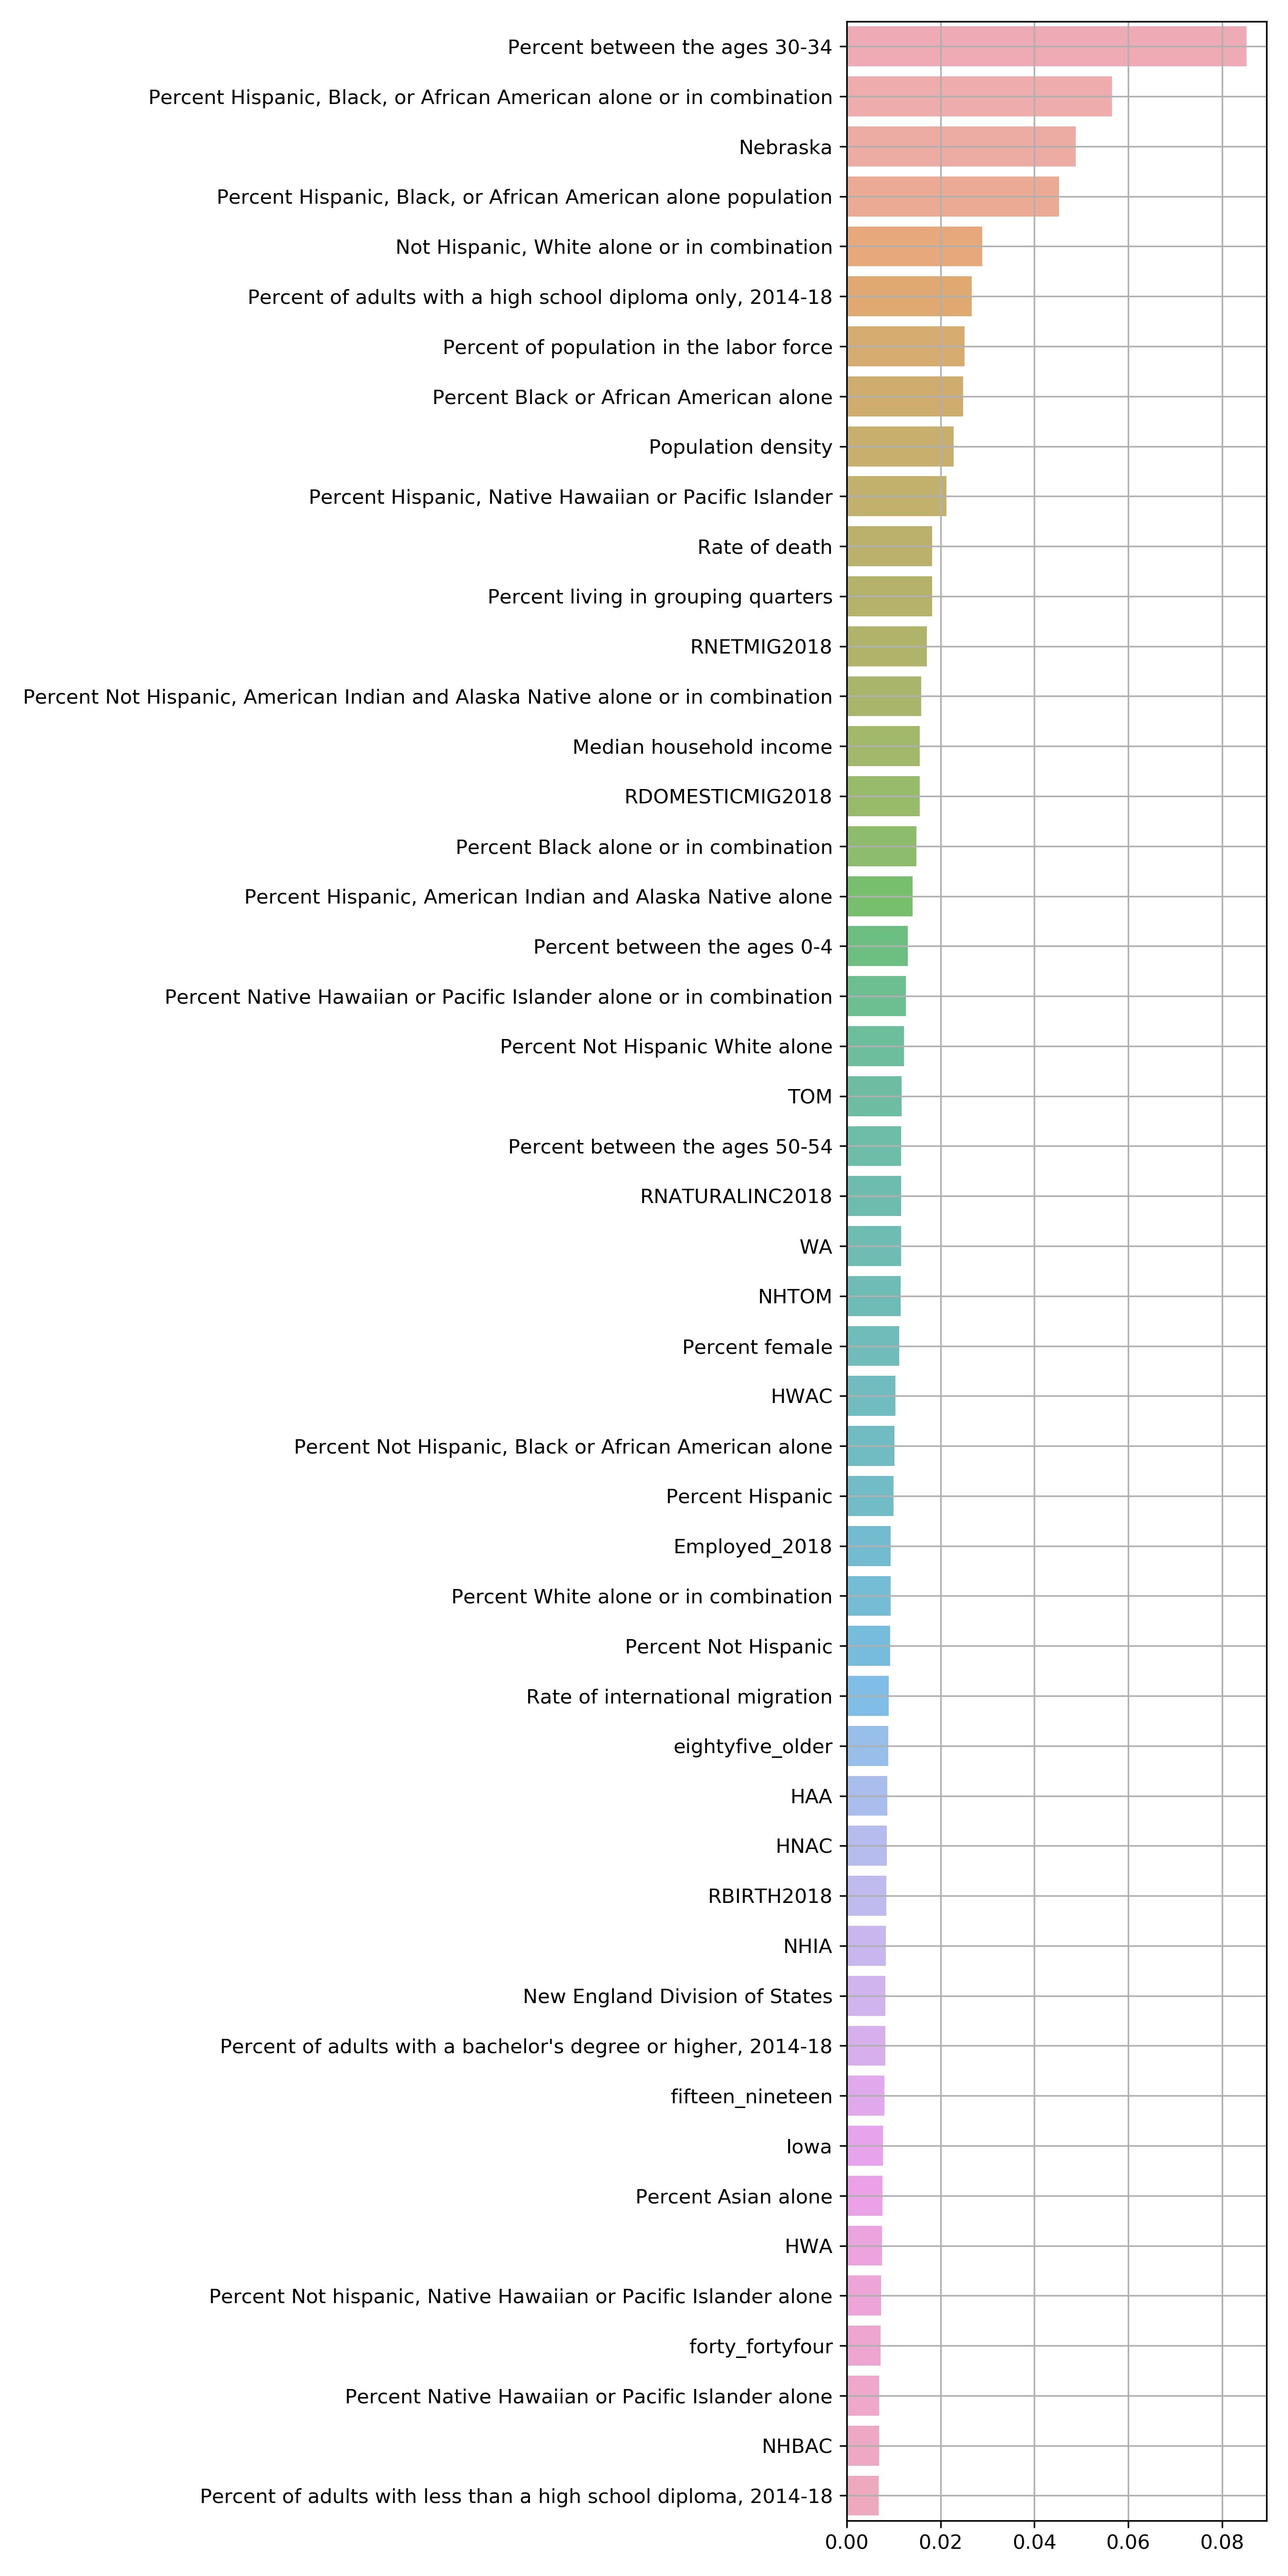 Percent between the ages 30-34
Percent Hispanic, Black, or African American alone or in combination
Nebraska
Percent Hispanic, Black, or African American alone population
Not Hispanic, White alone or in combination
Percent of adults with a high school diploma only, 2014-18
Percent of population in the labor force
Percent Black or African American alone
Population density
Percent Hispanic, Native Hawaiian or Pacific Islander
Rate of death
Percent living in grouping quarters
RNETMIG2018
Percent Not Hispanic, American Indian and Alaska Native alone or in combination
Median household income
RDOMESTICMIG2018
Percent Black alone or in combination
Percent Hispanic, American Indian and Alaska Native alone
Percent between the ages 0-4
Percent Native Hawaiian or Pacific Islander alone or in combination
Percent Not Hispanic White alone
TOM
Percent between the ages 50-54
RNATURALINC2018
WA
NHTOM
Percent female
HWAC
Percent Not Hispanic, Black or African American alone
Percent Hispanic
Employed_2018
Percent White alone or in combination
Percent Not Hispanic
Rate of international migration
eightyfive_older
HAA
HNAC
RBIRTH2018
NHIA
New England Division of States
Percent of adults with a bachelor's degree or higher, 2014-18
fifteen_nineteen
Iowa
Percent Asian alone
HWA
Percent Not hispanic, Native Hawaiian or Pacific Islander alone
forty_fortyfour
Percent Native Hawaiian or Pacific Islander alone
NHBAC
Percent of adults with less than a high school diploma, 2014-18
0.00 0.02 0.04 0.06 0.08